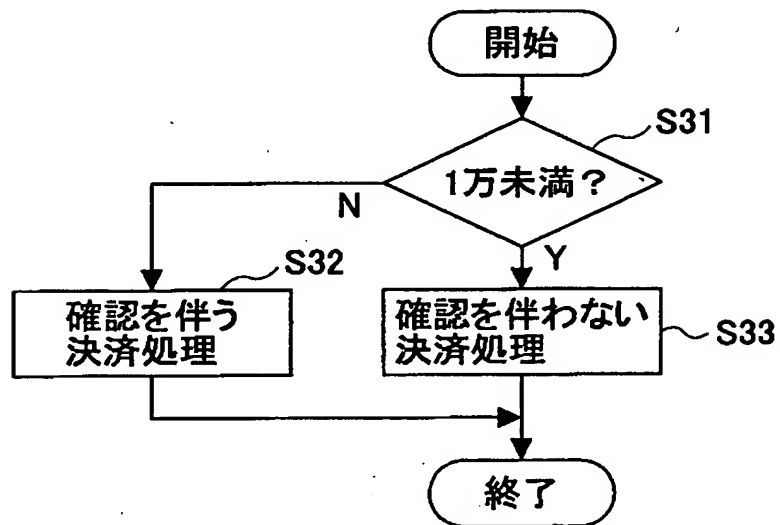 開始
S31
1万未満？
N
Y
S32
確認を伴う
決済処理
確認を伴わない
決済処理
S33
終了